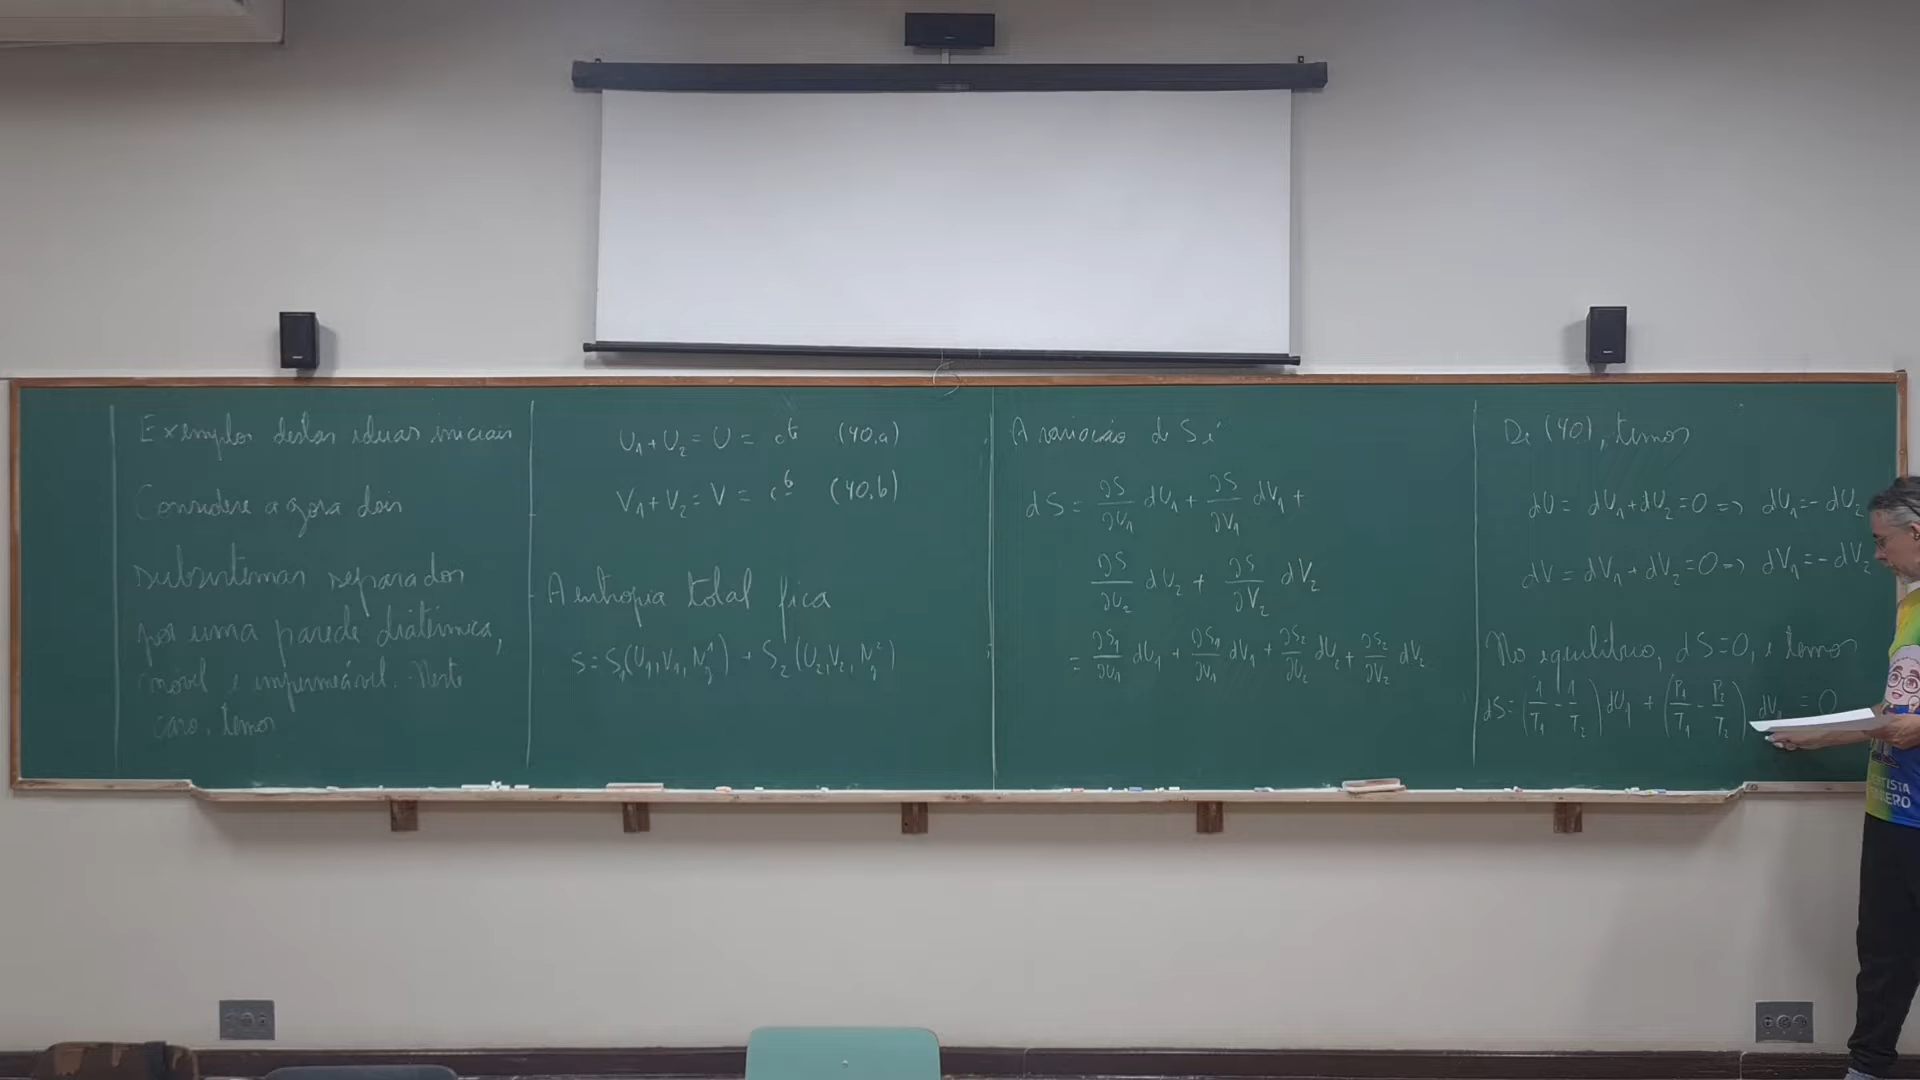 Exemplos destas ideias iniciais
Considere agora dois
subsistemas separados
por uma parede diatérmica,
móvel e impermeável. Neste
caso, temos
U₁+U₂ = U = cᵗᵉ (40.a)
V₁+V₂ = V = cᵗᵉ (40.b)
A entropia total fica
S = S₁(U₁,V₁,N₁¹) + S₂(U₂,V₂,N₁²)
A variação de S é
dS = ∂S/∂U₁ dU₁ + ∂S/∂V₁ dV₁ +
∂S/∂U₂ dU₂ + ∂S/∂V₂ dV₂
= ∂S₁/∂U₁ dU₁ + ∂S₁/∂V₁ dV₁ + ∂S₂/∂U₂ dU₂ + ∂S₂/∂V₂ dV₂
De (40), temos
dU = dU₁+dU₂=0 => dU₁=-dU₂
dV = dV₁+dV₂=0 => dV₁=-dV₂
No equilíbrio, dS=0, e temos
dS=(1/T₁ - 1/T₂) dU₁ + (P₁/T₁ - P₂/T₂) dV₁ = 0